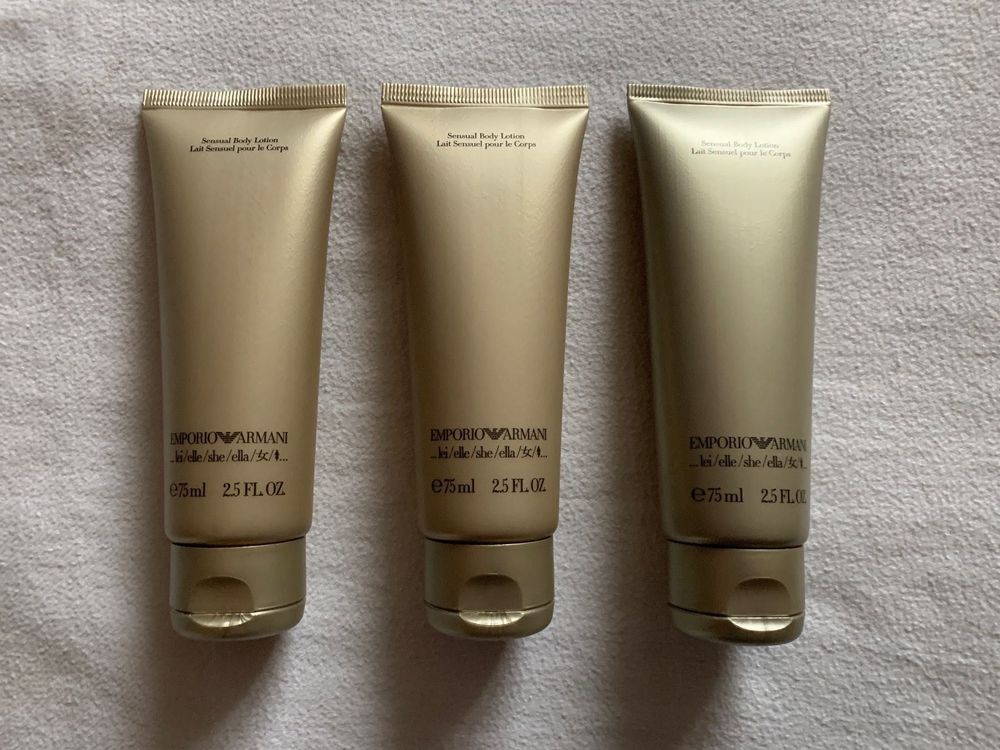 Sensual Body Lotion
Lait Sensuel pour le Corps
EMPORIO ARMANI
...lei/elle/she/ella/女/...
℮75ml 2.5 FL. OZ.
Sensual Body Lotion
Lait Sensuel pour le Corps
EMPORIO ARMANI
...lei/elle/she/ella/女/...
℮75ml 2.5 FL. OZ.
Sensual Body Lotion
Lait Sensuel pour le Corps
EMPORIO ARMANI
...lei/elle/she/ella/女/...
℮75ml 2.5 FL. OZ.